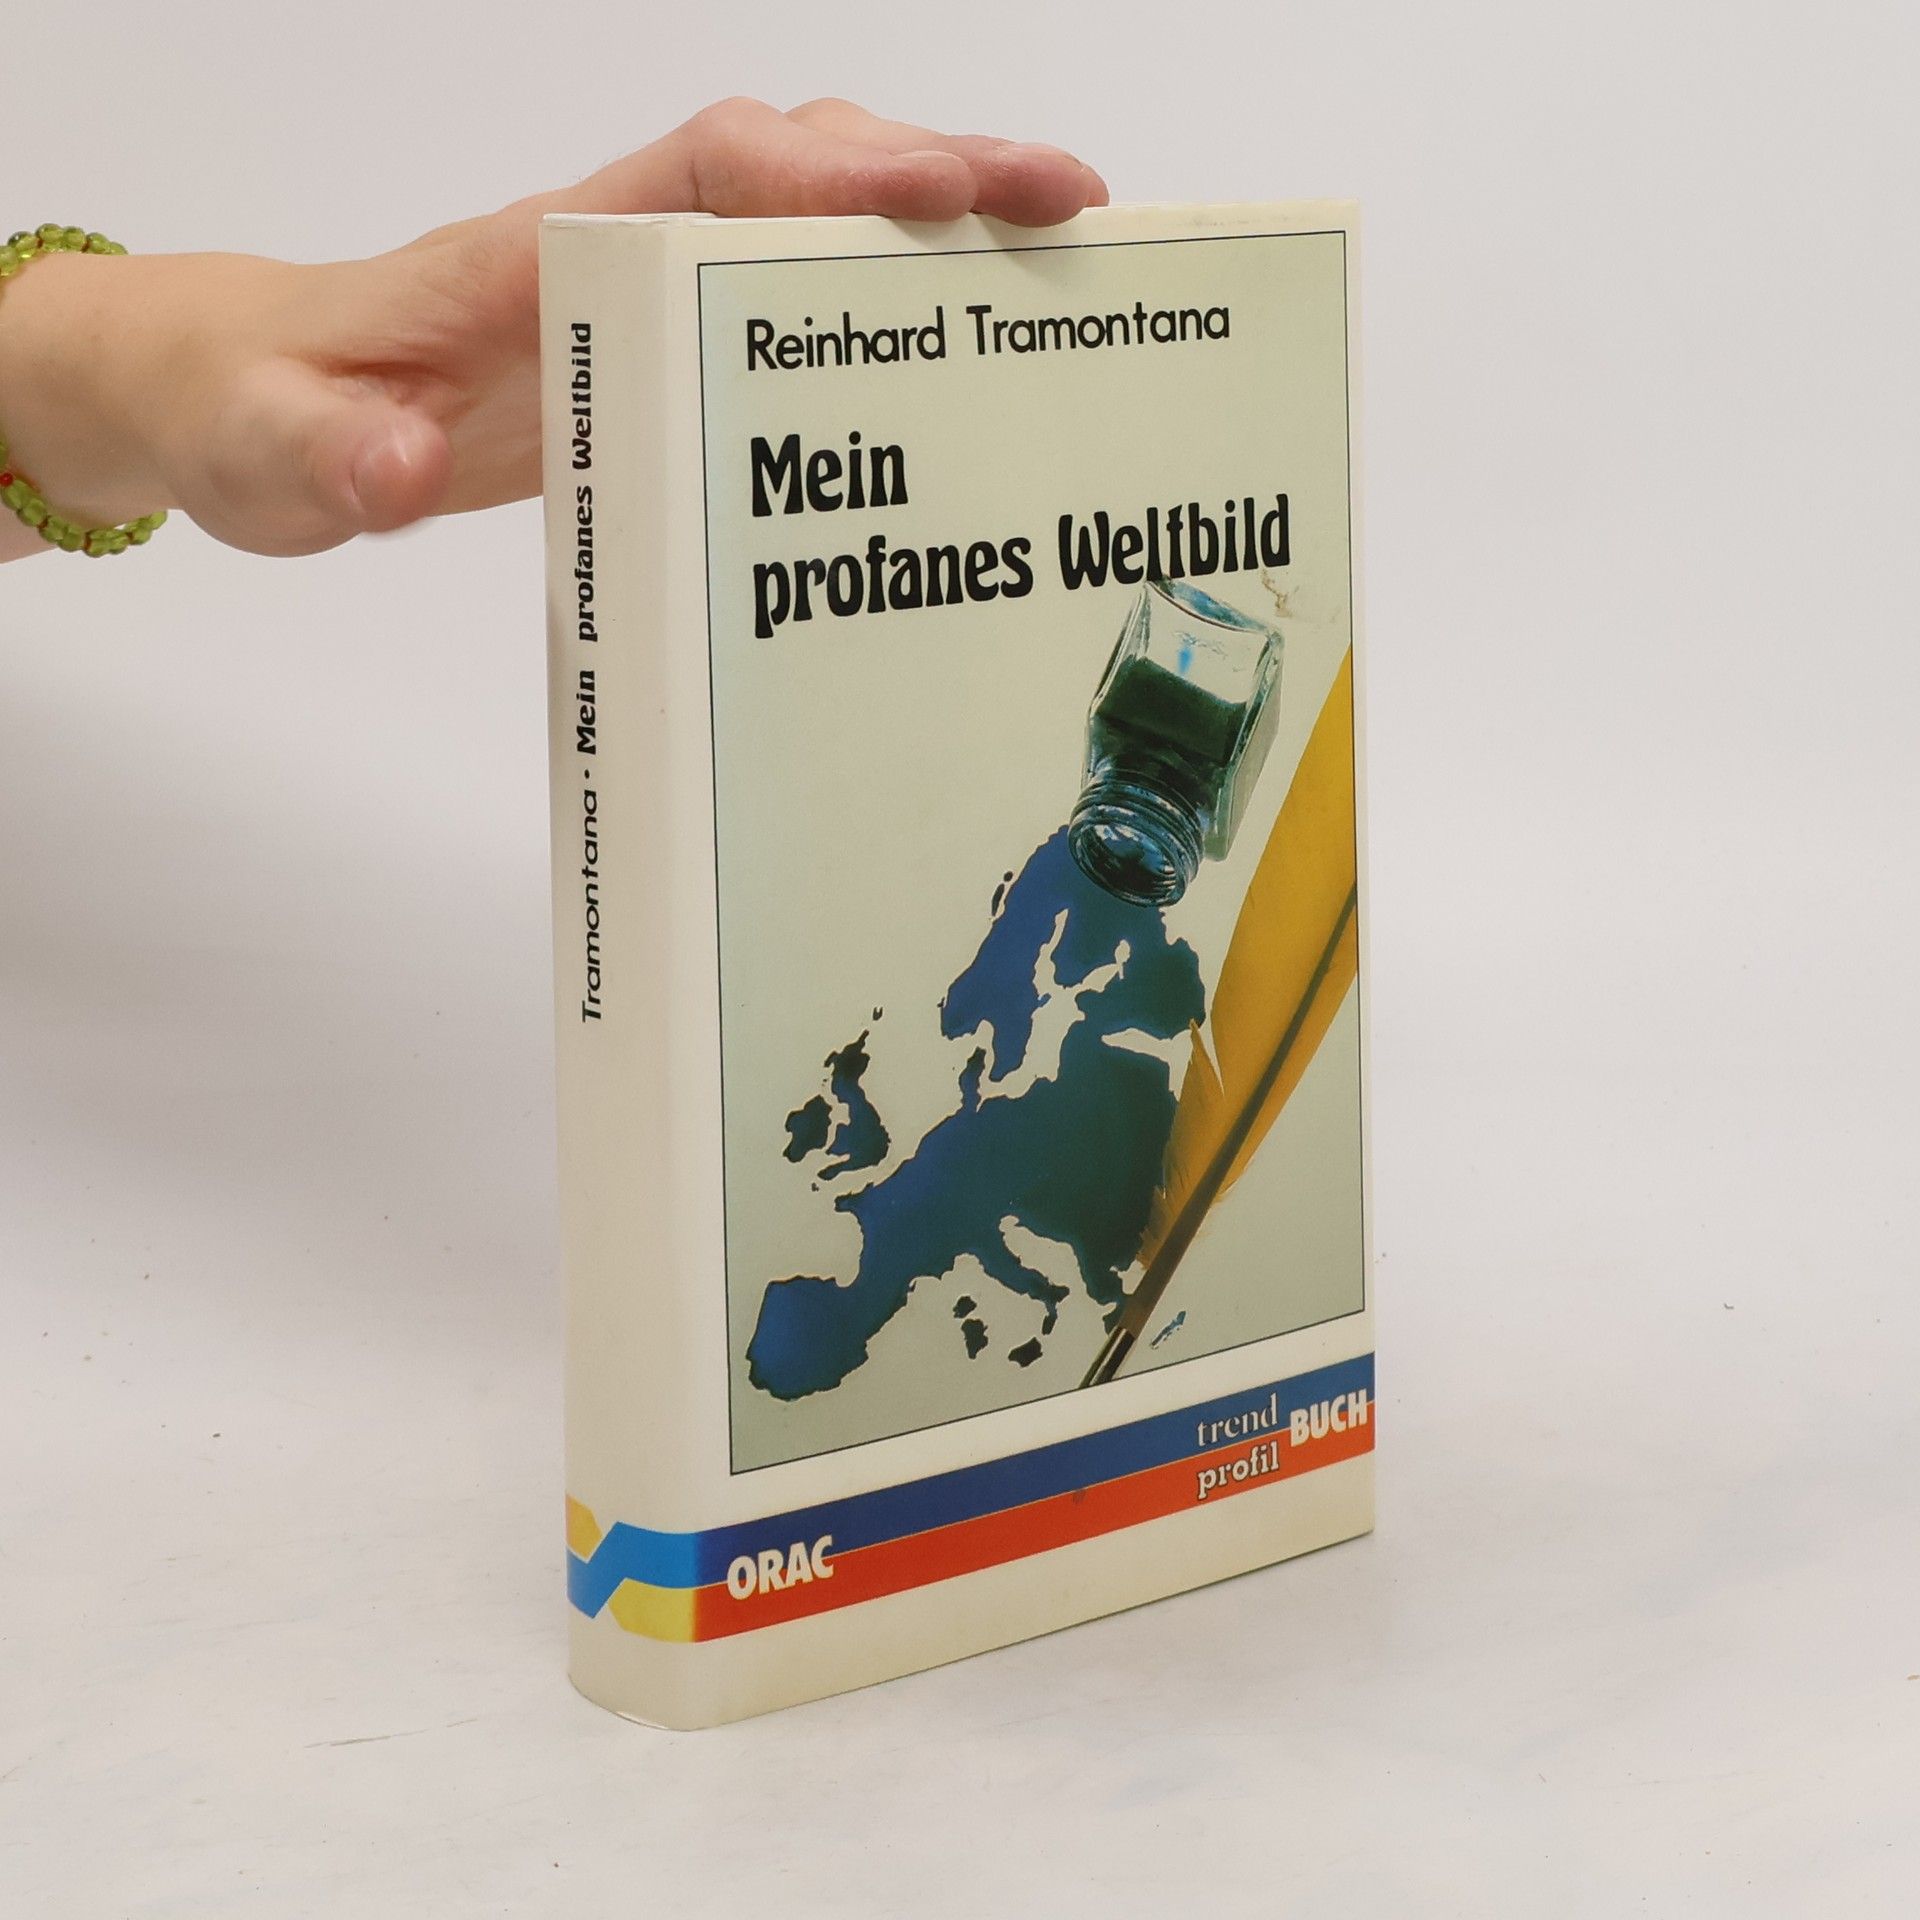 Tramontana · Mein profanes Weltbild
Reinhard Tramontana
Mein
profanes Weltbild
trend
profil
BUCH
ORAC